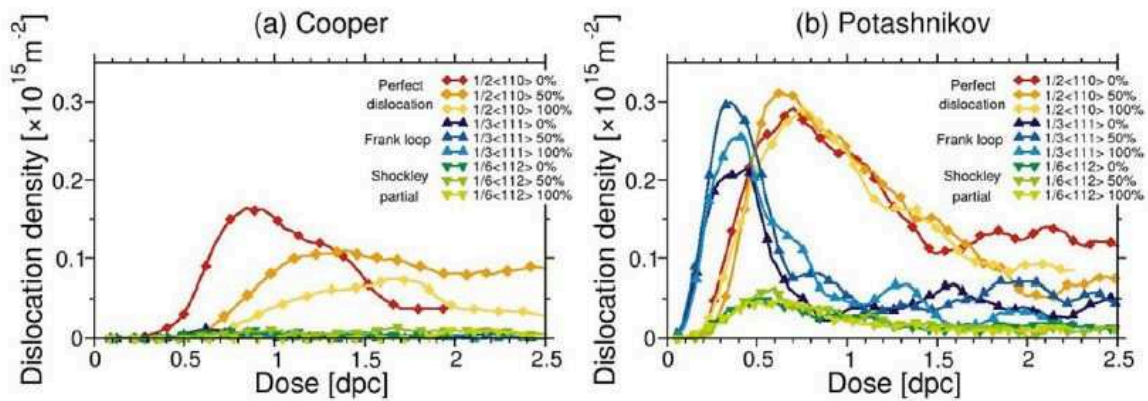 (a) Cooper
Dislocation density [×10¹⁵m⁻²]
0.3
0.2
0.1
0
Perfect dislocation
1/2<110> 0%
1/2<110> 50%
1/2<110> 100%
Frank loop
1/3<111> 0%
1/3<111> 50%
1/3<111> 100%
Shockley partial
1/6<112> 0%
1/6<112> 50%
1/6<112> 100%
0 0.5 1 1.5 2 2.5
Dose [dpc]
(b) Potashnikov
Dislocation density [×10¹⁵m⁻²]
0.3
0.2
0.1
0
Perfect dislocation
1/2<110> 0%
1/2<110> 50%
1/2<110> 100%
Frank loop
1/3<111> 0%
1/3<111> 50%
1/3<111> 100%
Shockley partial
1/6<112> 0%
1/6<112> 50%
1/6<112> 100%
0 0.5 1 1.5 2 2.5
Dose [dpc]